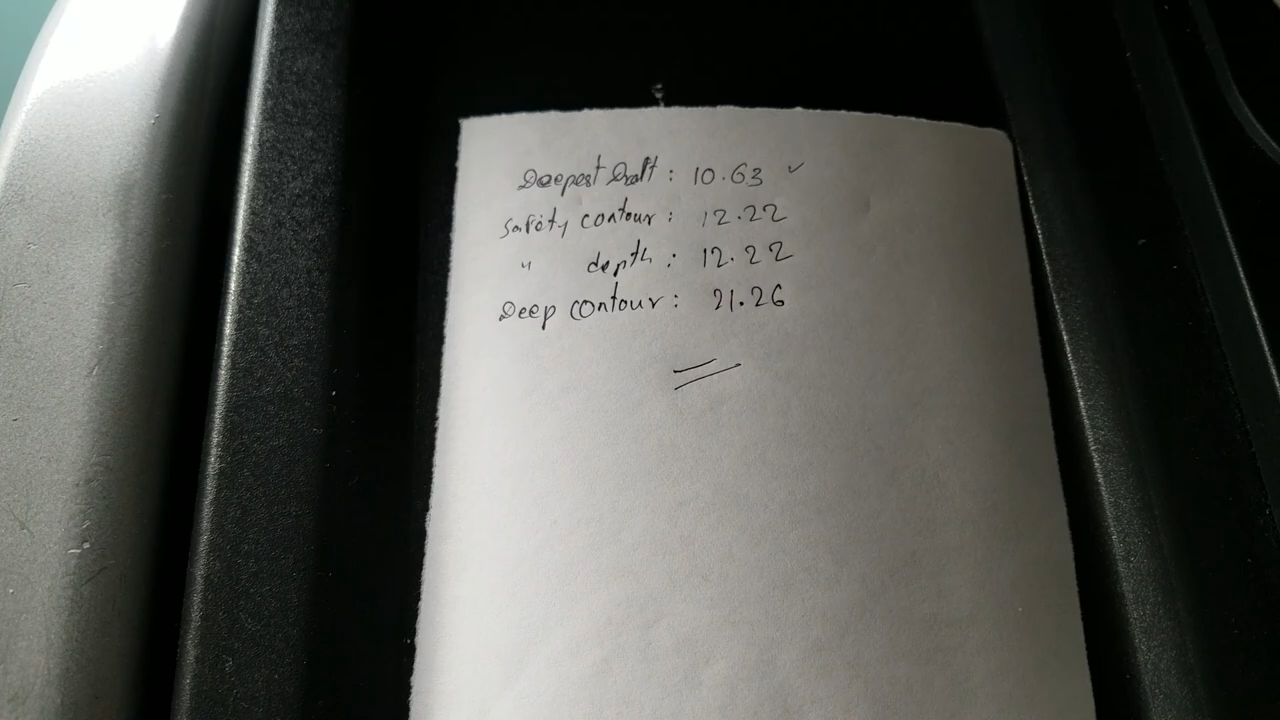 Deepest Draft : 10.63 ✓
Safety contour : 12.22
" depth : 12.22
Deep contour : 21.26